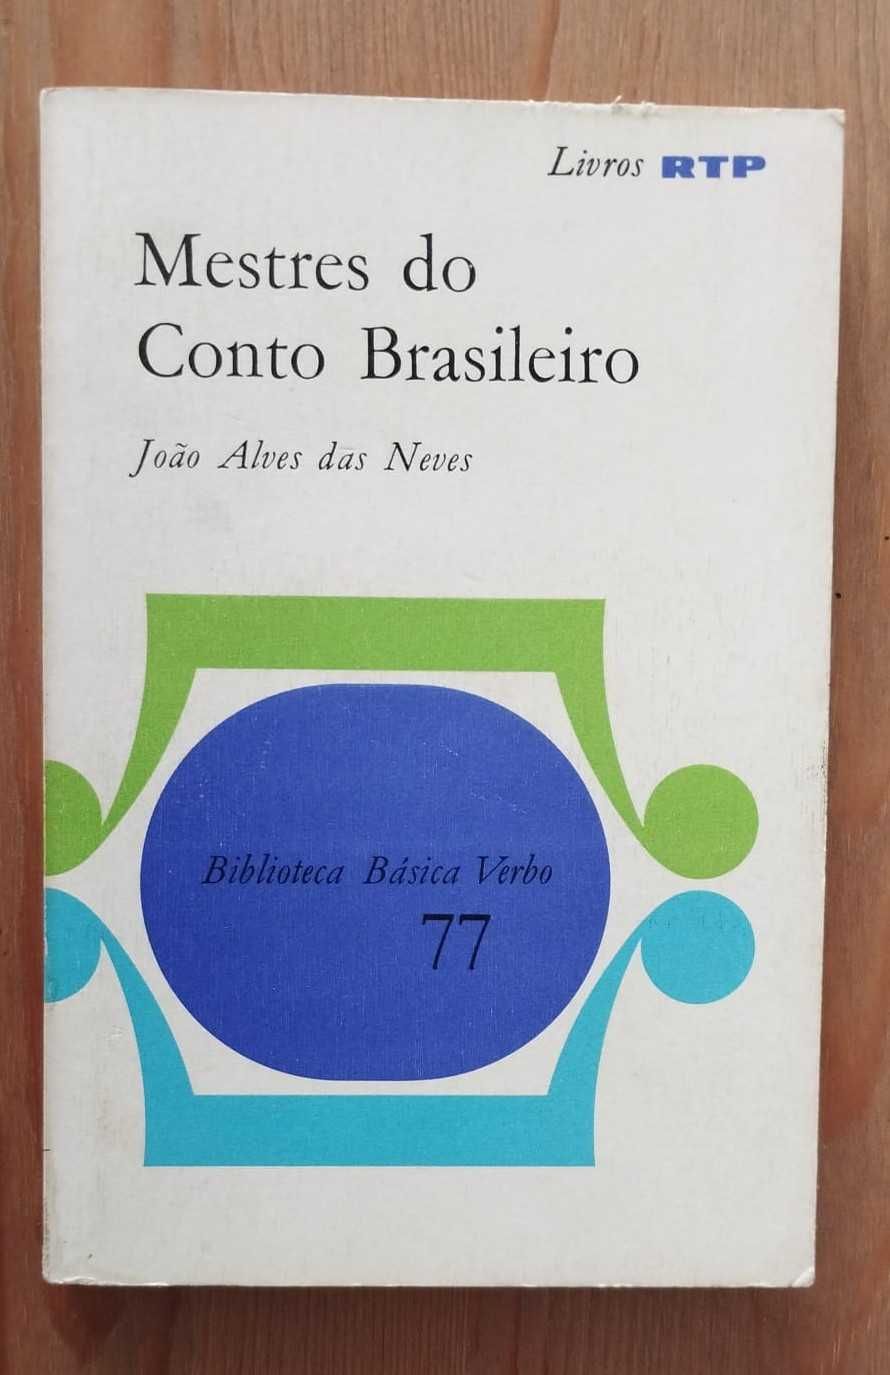 Livros RTP
Mestres do
Conto Brasileiro
João Alves das Neves
Biblioteca Básica Verbo
77